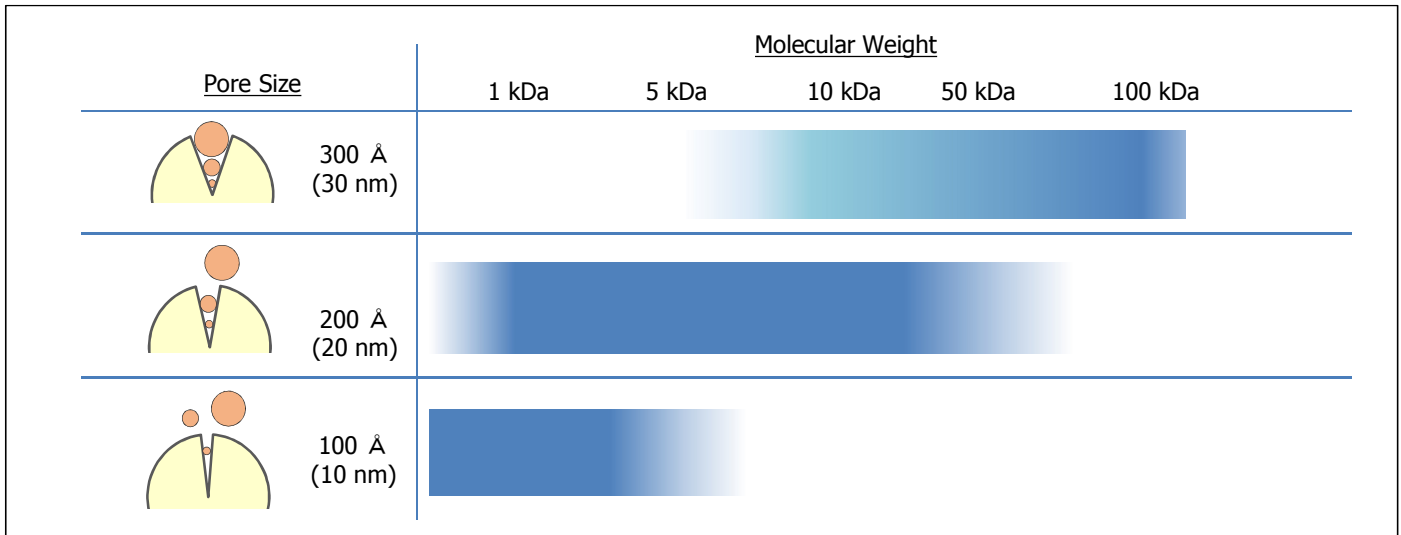 Molecular Weight
Pore Size
1 kDa 5 kDa 10 kDa 50 kDa 100 kDa
300 Å
(30 nm)
200 Å
(20 nm)
100 Å
(10 nm)